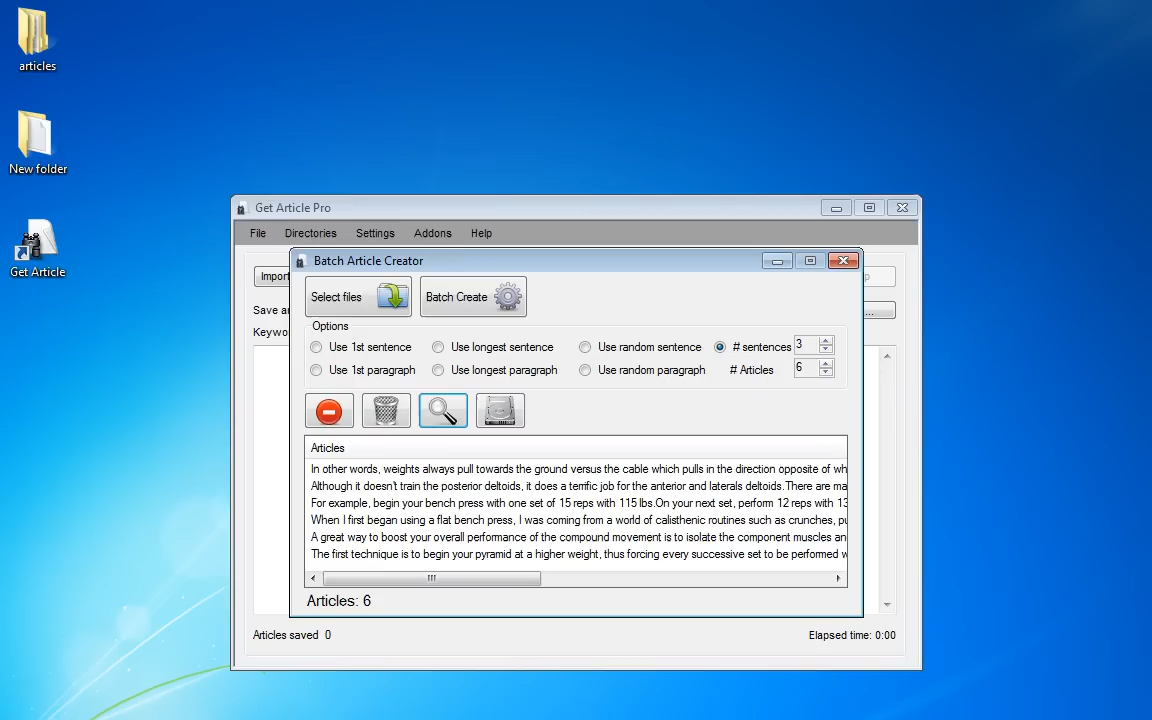 articles
New folder
Get Article
Get Article Pro
File Directories Settings Addons Help
Import
Batch Article Creator
Select files Batch Create
...
Options
Use 1st sentence Use longest sentence Use random sentence # sentences 3
Use 1st paragraph Use longest paragraph Use random paragraph # Articles 6
Articles
In other words, weights always pull towards the ground versus the cable which pulls in the direction opposite of wh
Although it doesn't train the posterior deltoids, it does a terrific job for the anterior and laterals deltoids.There are ma
For example, begin your bench press with one set of 15 reps with 115 lbs.On your next set, perform 12 reps with 13
When I first began using a flat bench press, I was coming from a world of calisthenic routines such as crunches, pu
A great way to boost your overall performance of the compound movement is to isolate the component muscles an
The first technique is to begin your pyramid at a higher weight, thus forcing every successive set to be performed w
Articles: 6
Articles saved 0 Elapsed time: 0:00